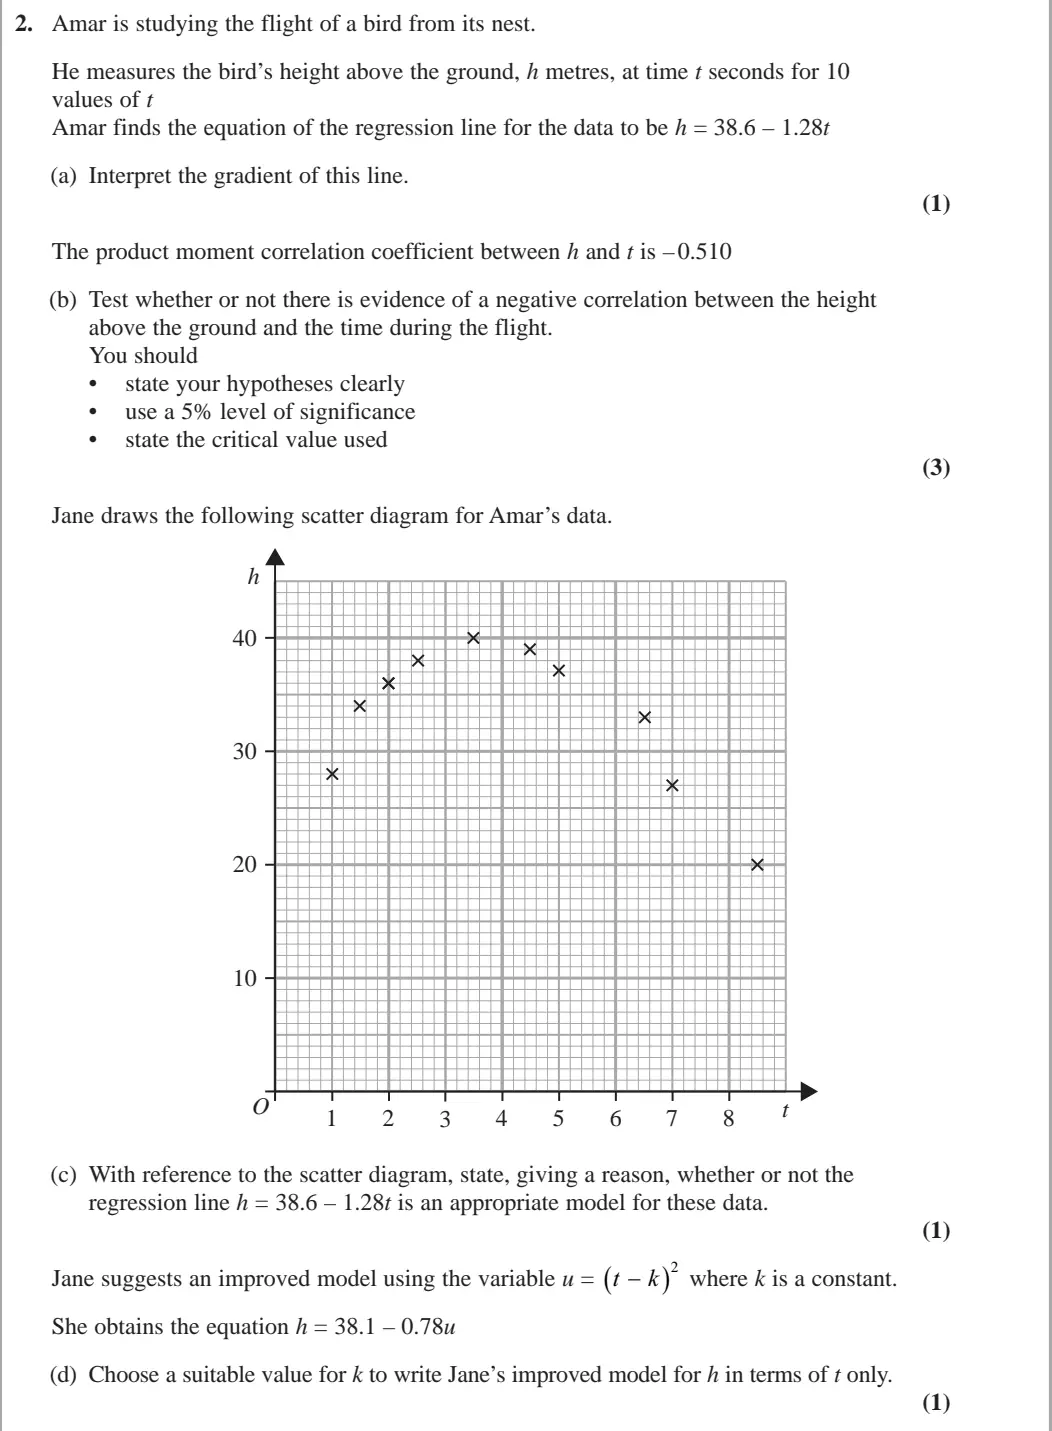 2. Amar is studying the flight of a bird from its nest.
He measures the bird’s height above the ground, h metres, at time t seconds for 10
values of t
Amar finds the equation of the regression line for the data to be h = 38.6 – 1.28t
(a) Interpret the gradient of this line.
(1)
The product moment correlation coefficient between h and t is –0.510
(b) Test whether or not there is evidence of a negative correlation between the height
above the ground and the time during the flight.
You should
• state your hypotheses clearly
• use a 5% level of significance
• state the critical value used
(3)
Jane draws the following scatter diagram for Amar’s data.
h
40
30
20
10
O
1 2 3 4 5 6 7 8 t
(c) With reference to the scatter diagram, state, giving a reason, whether or not the
regression line h = 38.6 – 1.28t is an appropriate model for these data.
(1)
Jane suggests an improved model using the variable u = (t – k)² where k is a constant.
She obtains the equation h = 38.1 – 0.78u
(d) Choose a suitable value for k to write Jane’s improved model for h in terms of t only.
(1)